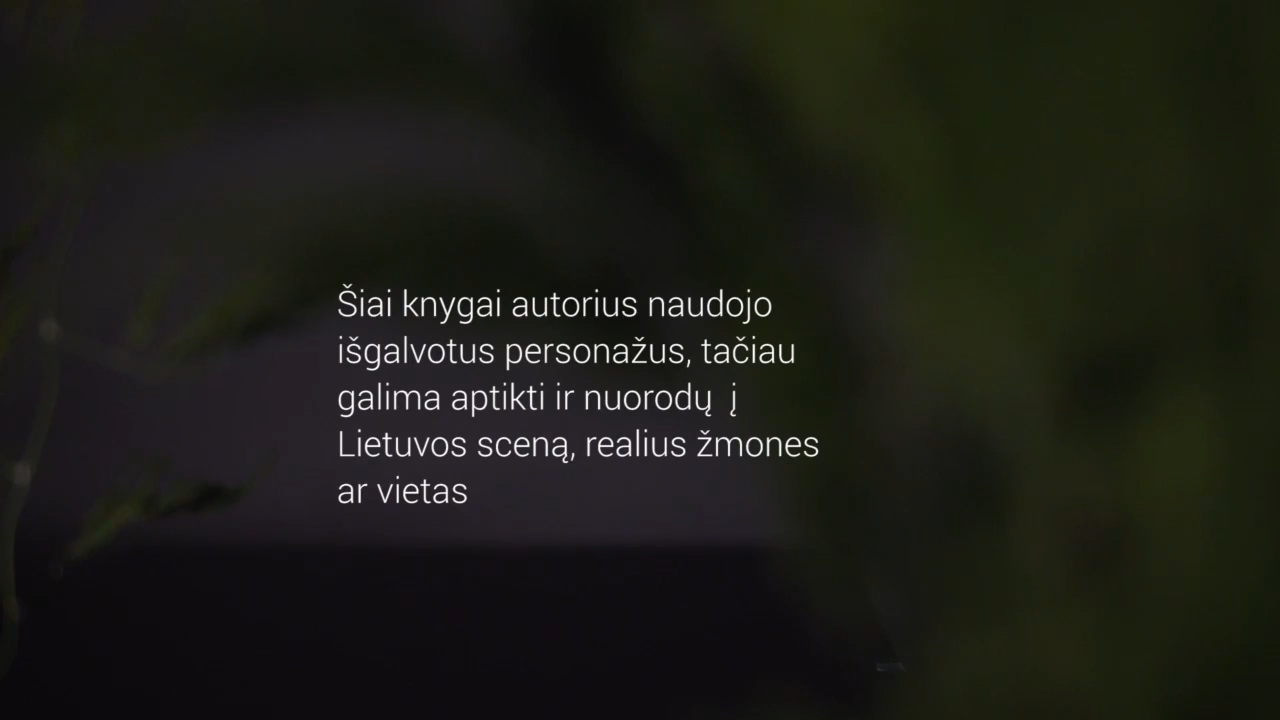 Šiai knygai autorius naudojo
išgalvotus personažus, tačiau
galima aptikti ir nuorodų  į
Lietuvos sceną, realius žmones
ar vietas